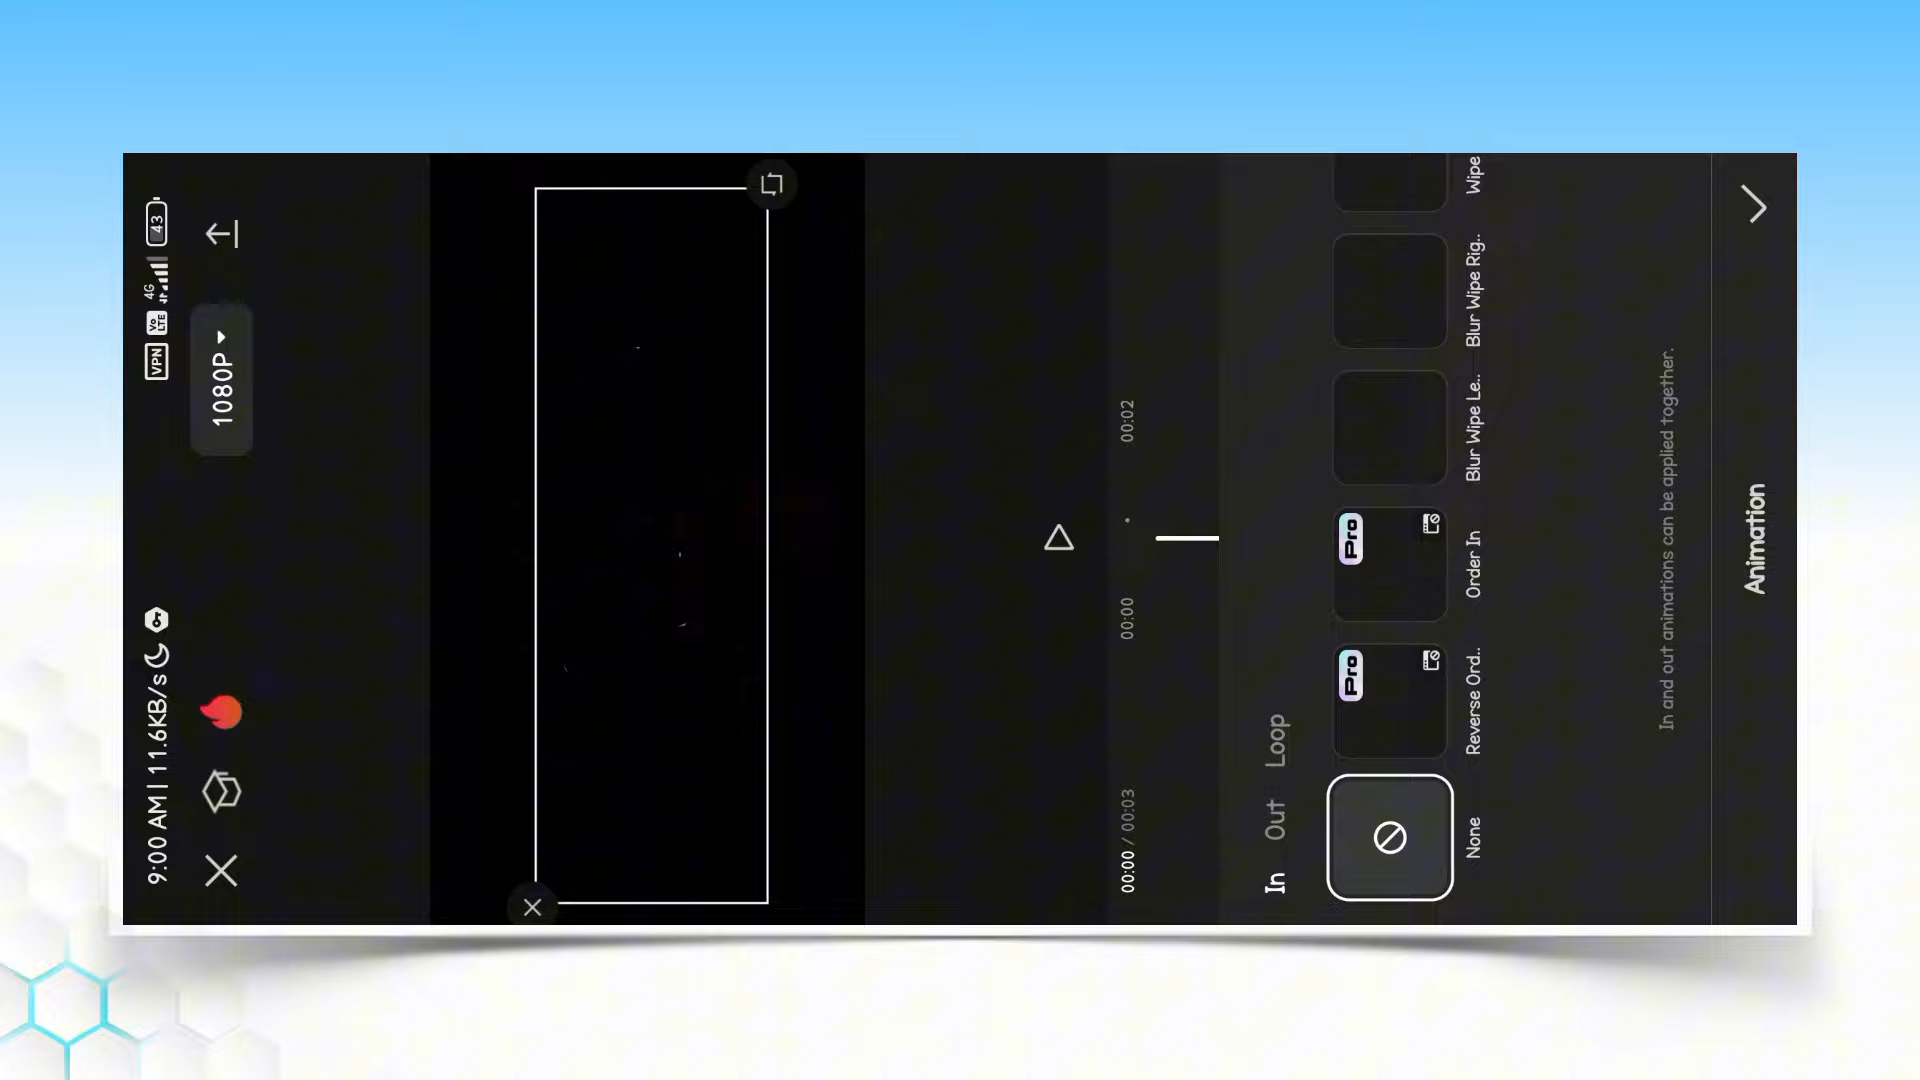 9:00 AM | 11.6KB/s
VPN
Vo LTE
4G
43
1080P
00:00 / 00:03
00:00
00:02
In
Out
Loop
None
Pro
Reverse Ord..
Pro
Order In
Blur Wipe Le..
Blur Wipe Rig..
Wipe
In and out animations can be applied together.
Animation